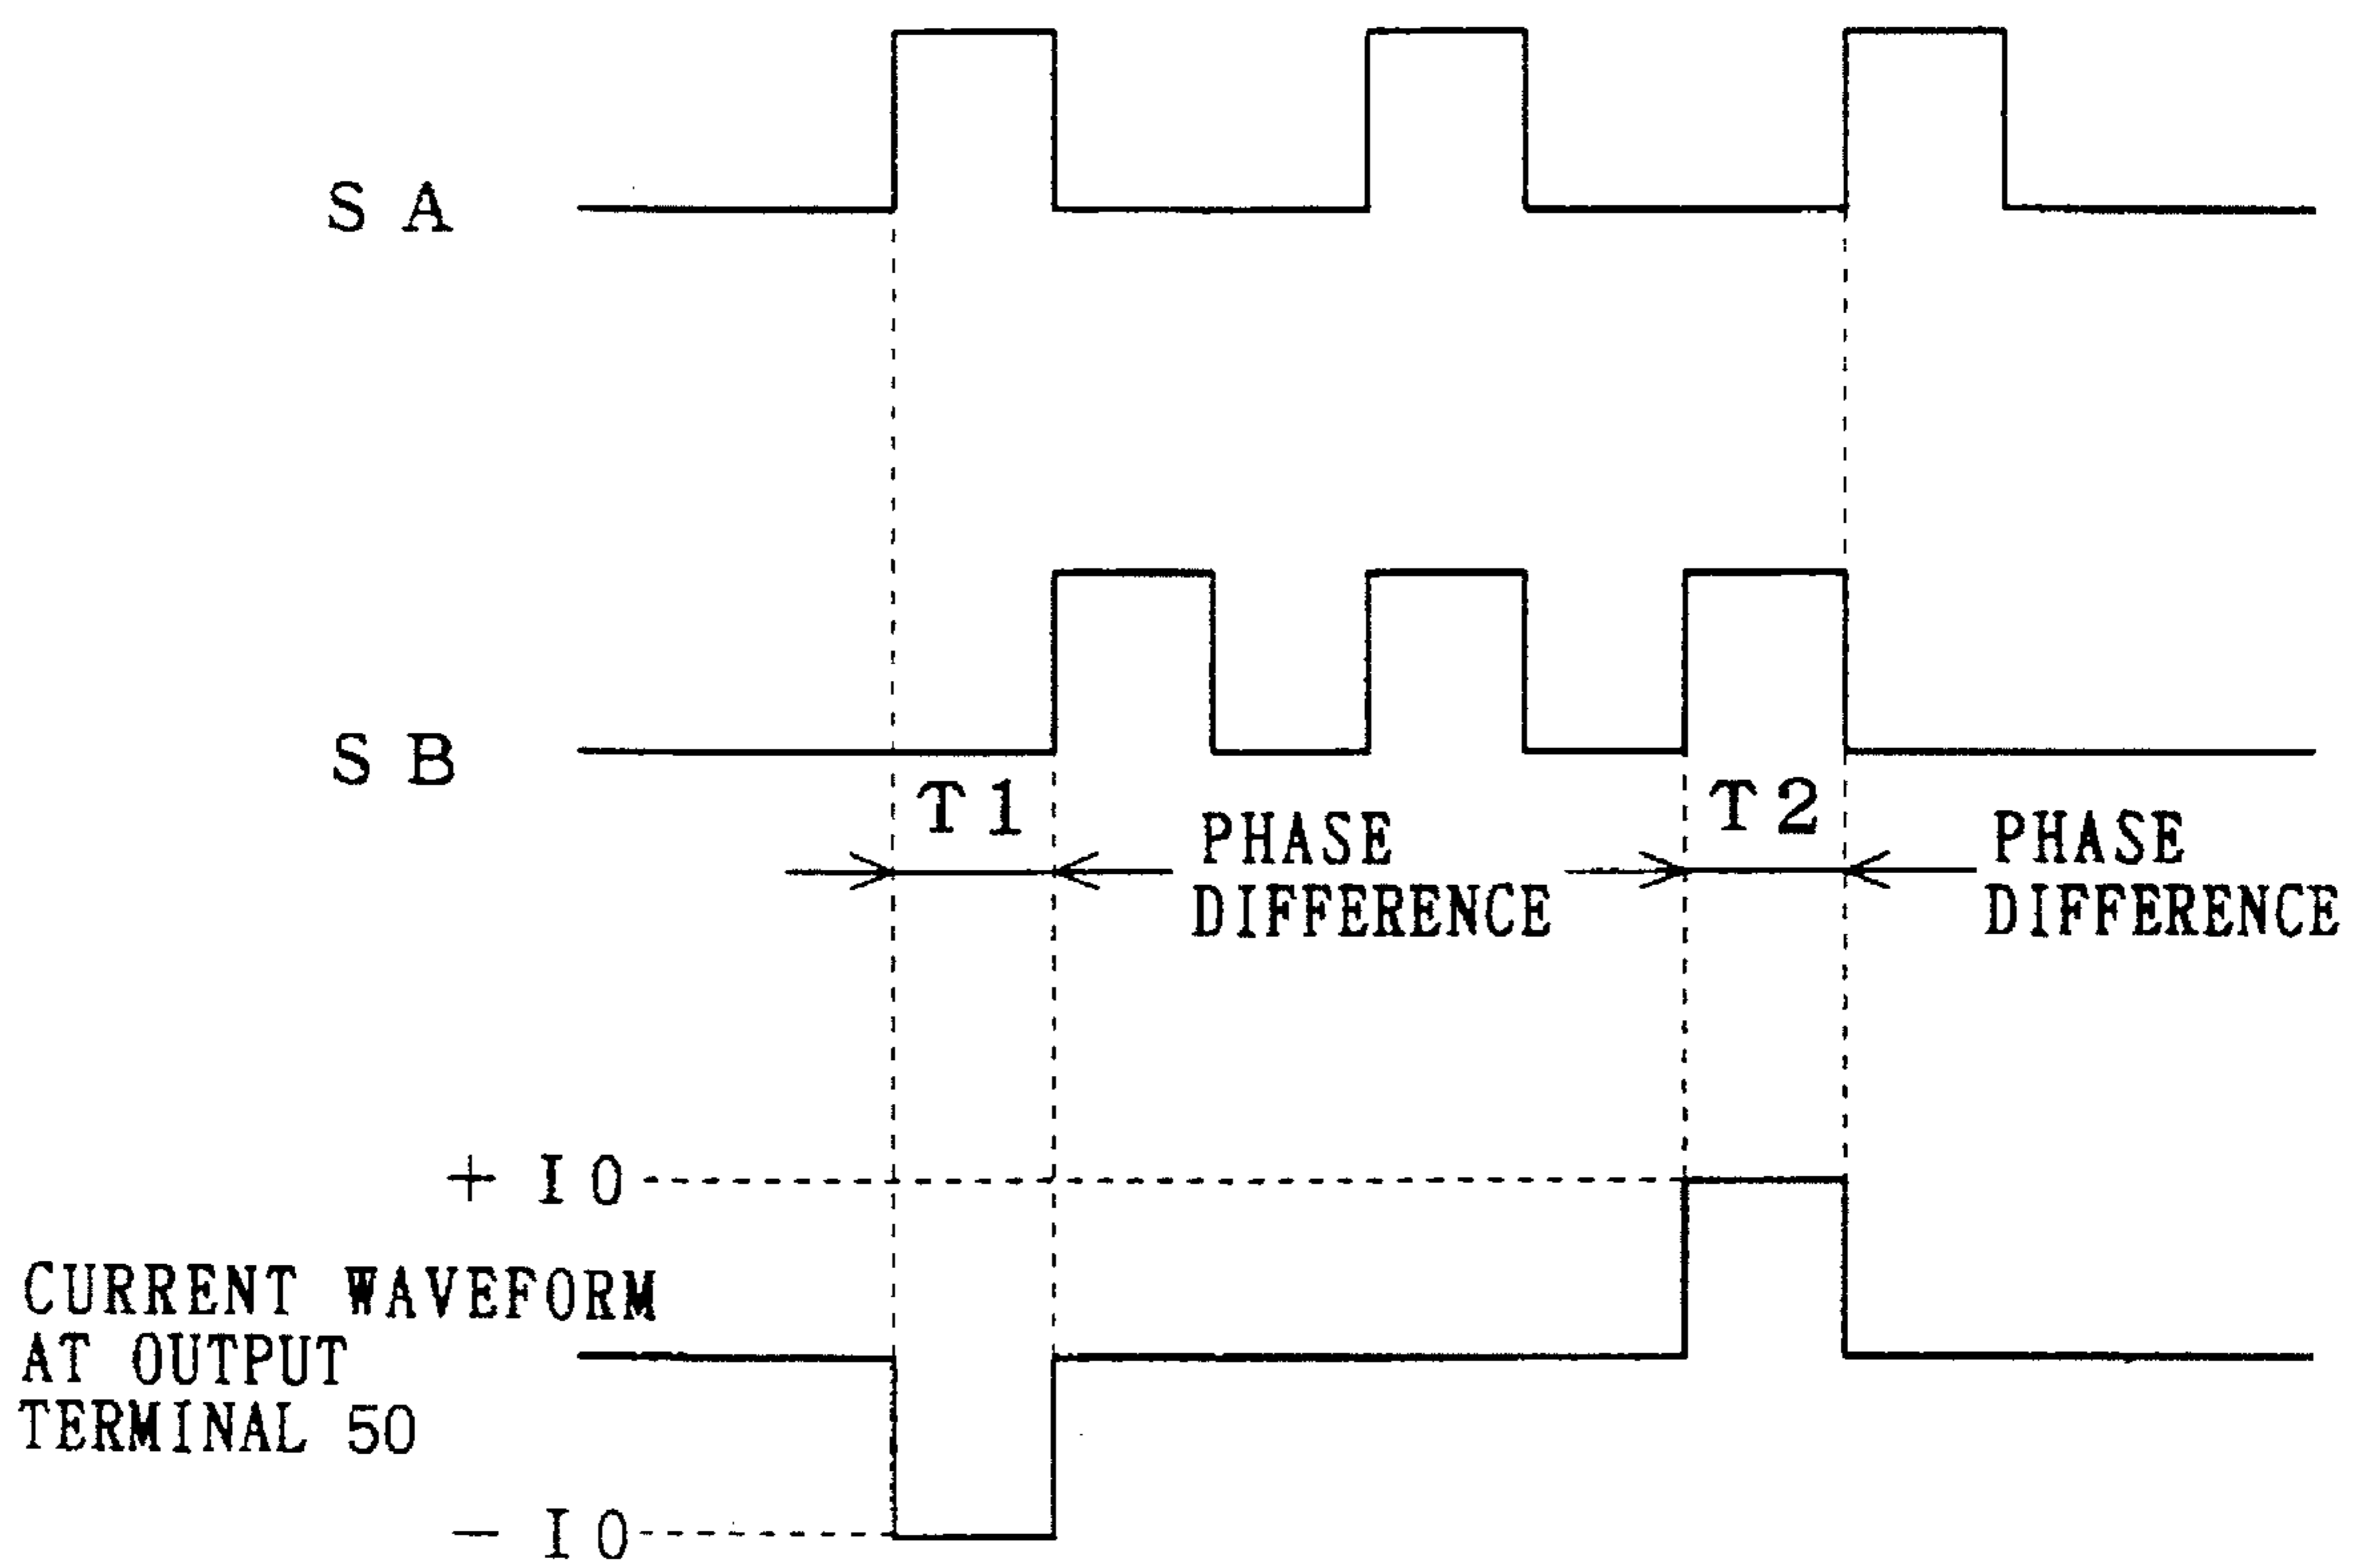 S A
S B
T 1
PHASE
DIFFERENCE
T 2
PHASE
DIFFERENCE
+ I 0
CURRENT WAVEFORM
AT OUTPUT
TERMINAL 50
− I 0